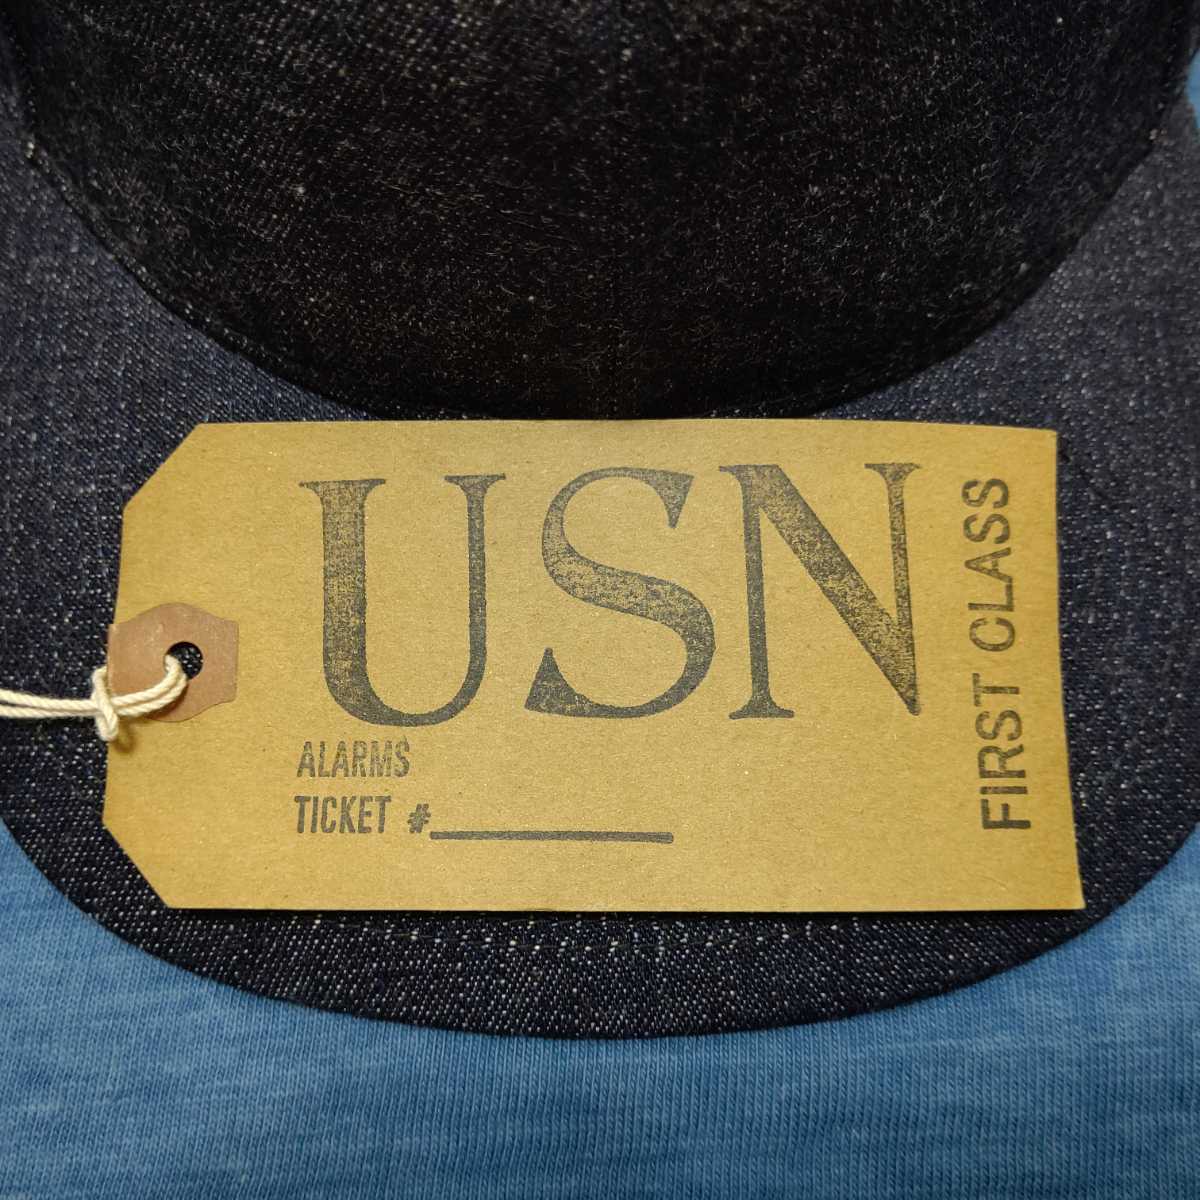 USN
ALARMS
TICKET #
FIRST CLASS